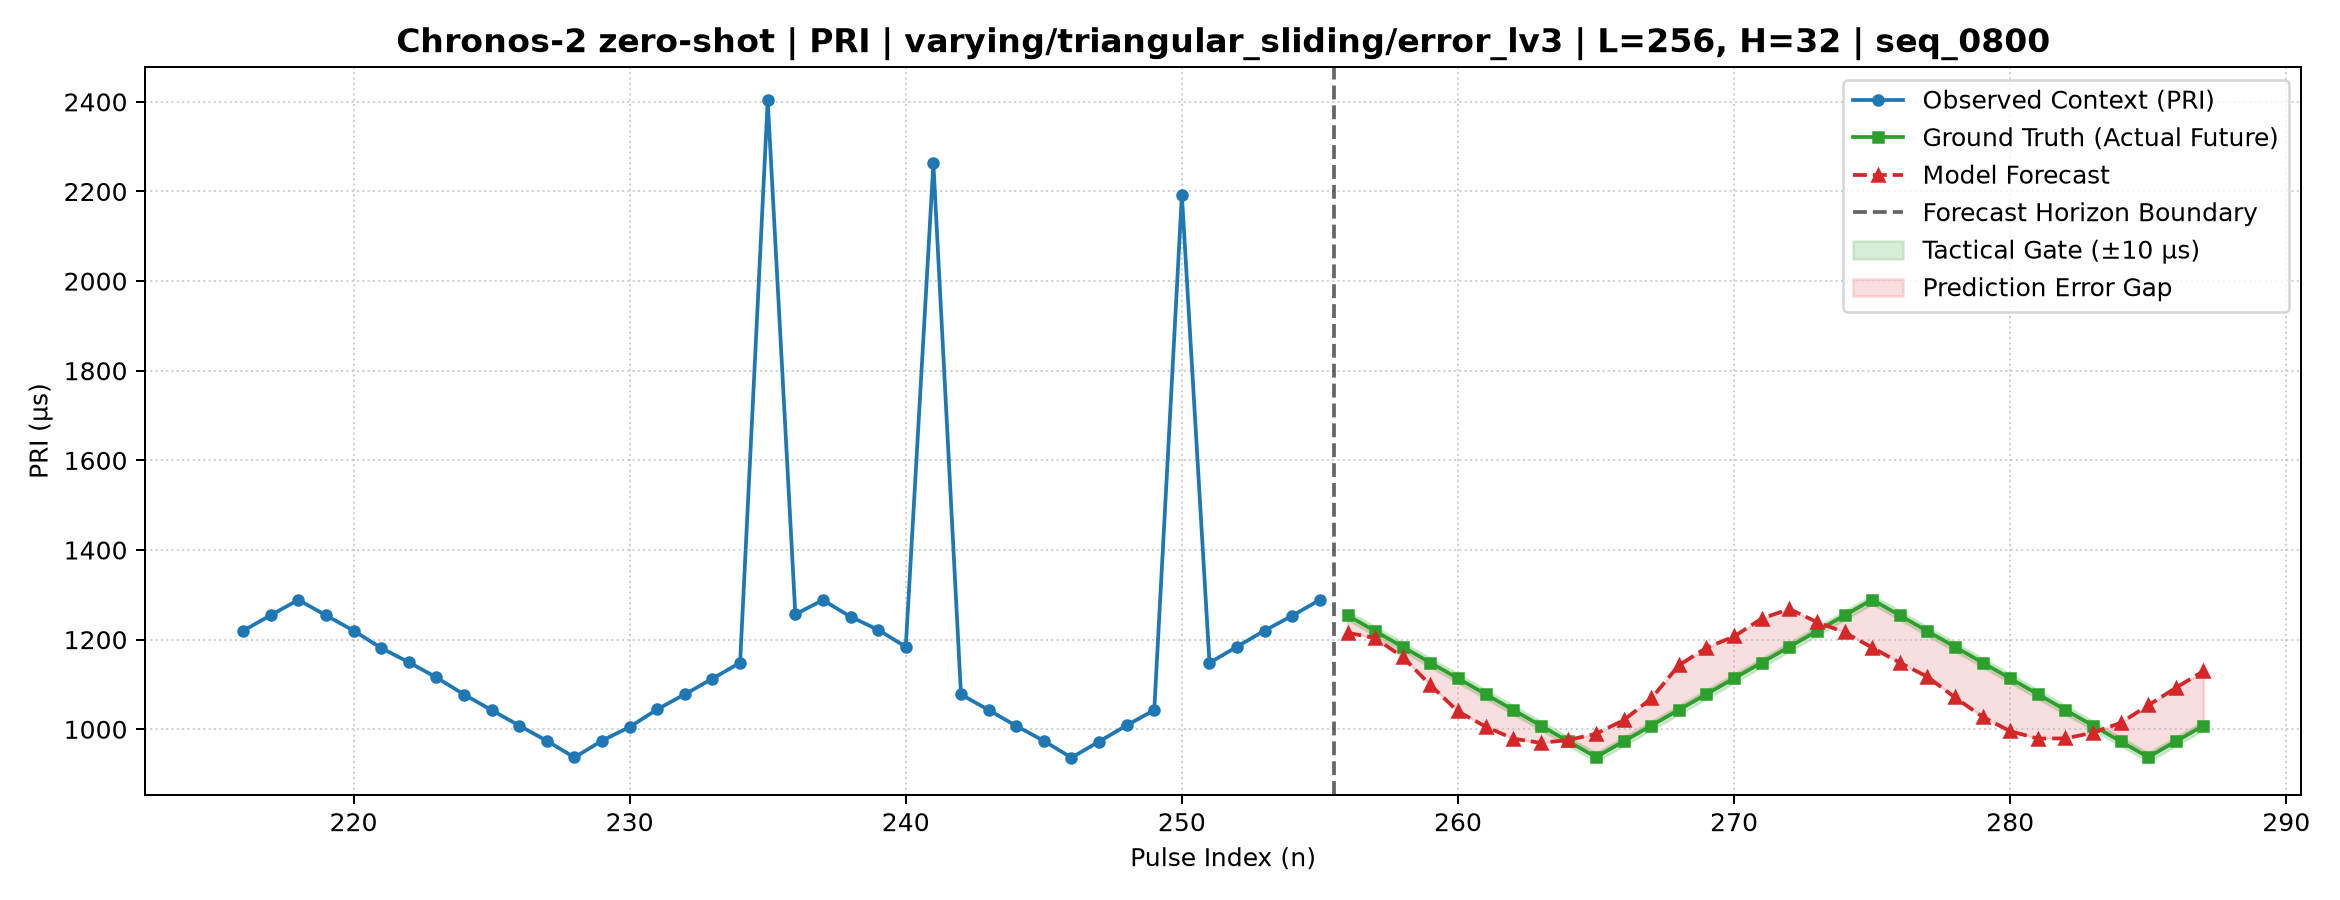 Chronos-2 zero-shot | PRI | varying/triangular_sliding/error_lv3 | L=256, H=32 | seq_0800
Observed Context (PRI)
Ground Truth (Actual Future)
Model Forecast
Forecast Horizon Boundary
Tactical Gate (±10 µs)
Prediction Error Gap
PRI (µs)
2400
2200
2000
1800
1600
1400
1200
1000
220 230 240 250 260 270 280 290
Pulse Index (n)